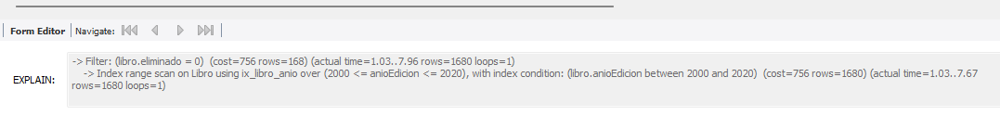 Form Editor Navigate:
EXPLAIN:
-> Filter: (libro.eliminado = 0)  (cost=756 rows=168) (actual time=1.03..7.96 rows=1680 loops=1)
    -> Index range scan on Libro using ix_libro_anio over (2000 <= anioEdicion <= 2020), with index condition: (libro.anioEdicion between 2000 and 2020)  (cost=756 rows=1680) (actual time=1.03..7.67
rows=1680 loops=1)